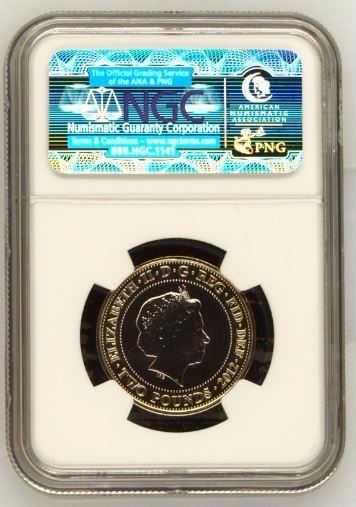 The Official Grading Service
of the ANA & PNG
NGC
Numismatic Guaranty Corporation
Terms & Conditions – www.ngcterms.com
888.NGC.1141
AMERICAN
NUMISMATIC
ASSOCIATION
PNG
·ELIZABETH·II·D·G·REG·FID·DEF·
TWO POUNDS·2012